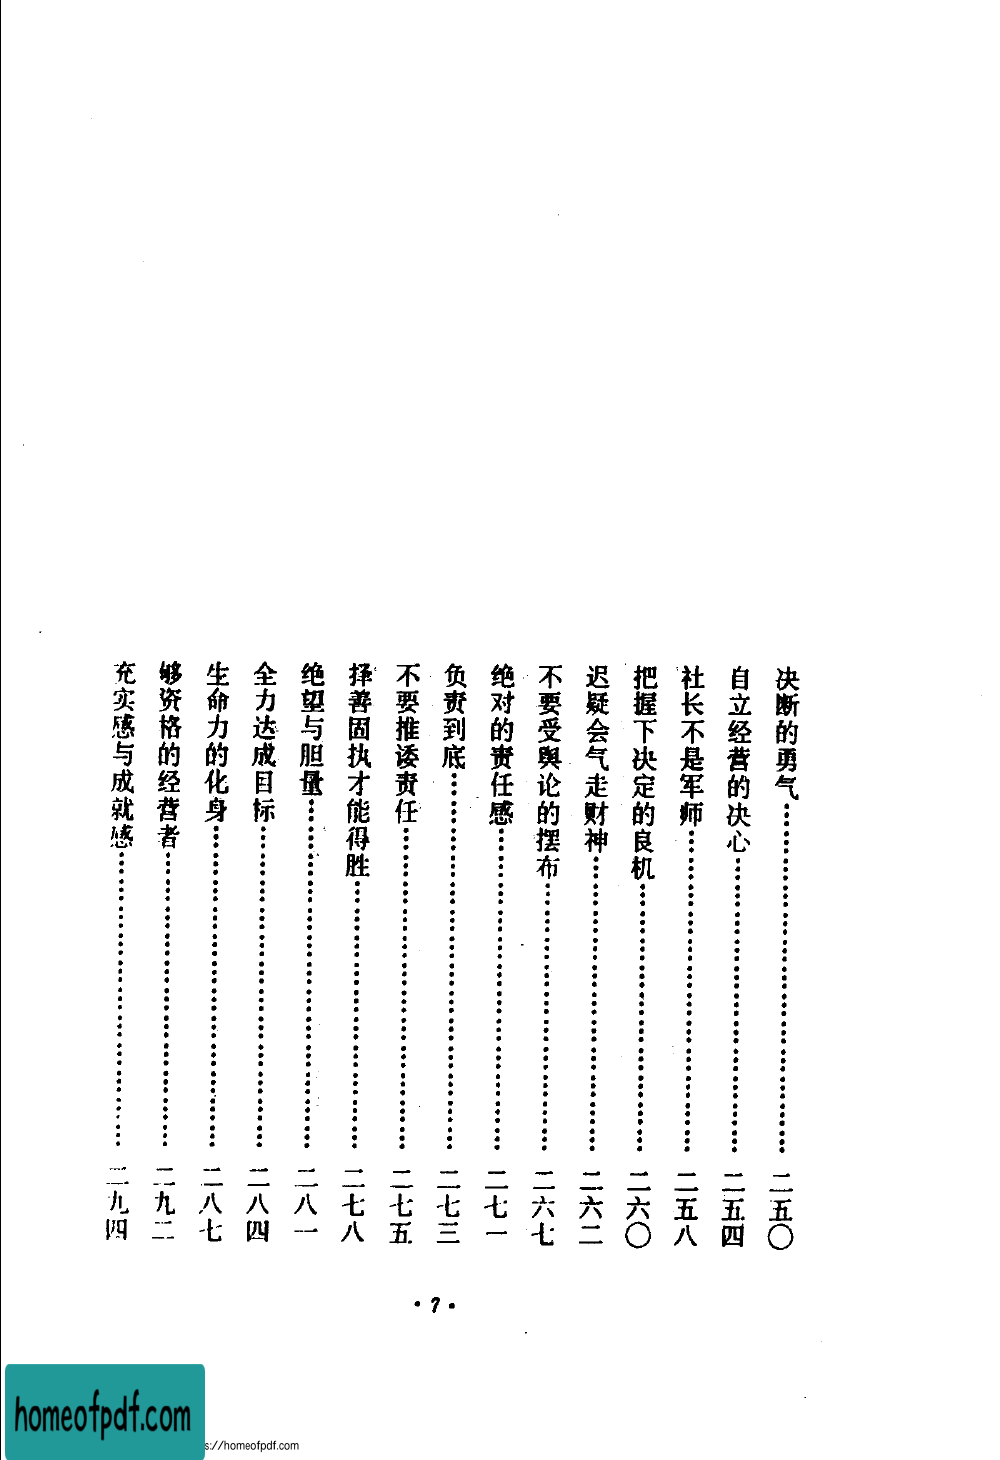 决断的勇气……………………………………二五〇
自立经营的决心………………………………二五四
社长不是军师…………………………………二五八
把握下决定的良机……………………………二六〇
迟疑会气走财神………………………………二六二
不要受舆论的摆布……………………………二六七
绝对的责任感…………………………………二七一
负责到底………………………………………二七三
不要推诿责任…………………………………二七五
择善固执才能得胜……………………………二七八
绝望与胆量……………………………………二八一
全力达成目标…………………………………二八四
生命力的化身…………………………………二八七
够资格的经营者………………………………二九二
充实感与成就感………………………………二九四
·7·
homeofpdf.com
s://homeofpdf.com